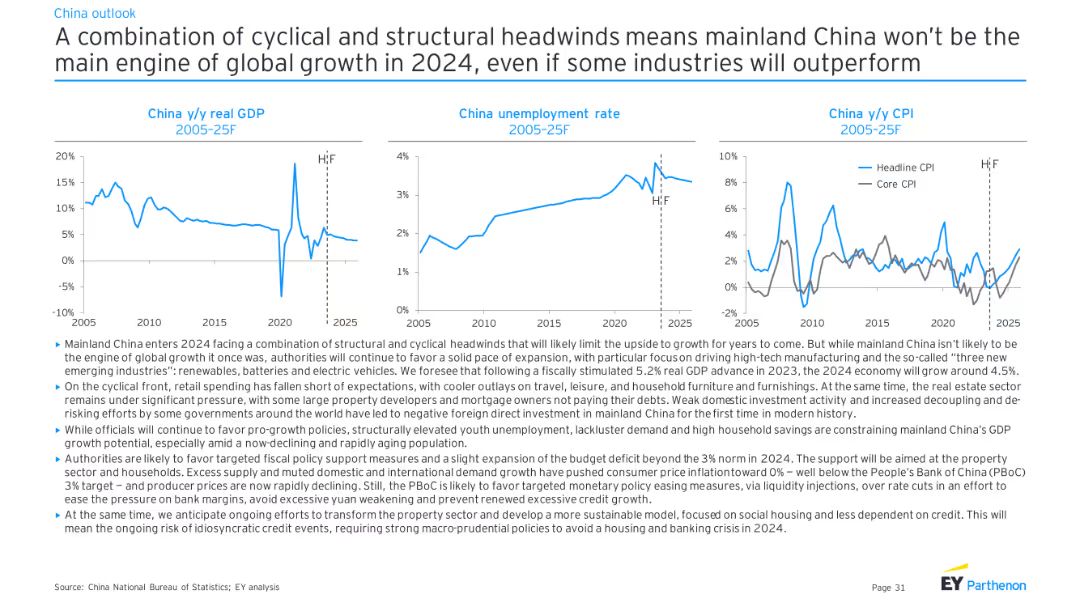 China outlook
A combination of cyclical and structural headwinds means mainland China won't be the
main engine of global growth in 2024, even if some industries will outperform
China y/y real GDP
2005-25F
20%
15%
10%
5%
0%
-5%
-10%
H F
2005 2010 2015 2020 2025
China unemployment rate
2005-25F
4%
3%
2%
1%
0%
H F
2005 2010 2015 2020 2025
China y/y CPI
2005-25F
10%
8%
6%
4%
2%
0%
-2%
Headline CPI
Core CPI
H F
2005 2010 2015 2020 2025
▸ Mainland China enters 2024 facing a combination of structural and cyclical headwinds that will likely limit the upside to growth for years to come. But while mainland China isn't likely to be
the engine of global growth it once was, authorities will continue to favor a solid pace of expansion, with particular focus on driving high-tech manufacturing and the so-called "three new
emerging industries": renewables, batteries and electric vehicles. We foresee that following a fiscally stimulated 5.2% real GDP advance in 2023, the 2024 economy will grow around 4.5%.
▸ On the cyclical front, retail spending has fallen short of expectations, with cooler outlays on travel, leisure, and household furniture and furnishings. At the same time, the real estate sector
remains under significant pressure, with some large property developers and mortgage owners not paying their debts. Weak domestic investment activity and increased decoupling and de-
risking efforts by some governments around the world have led to negative foreign direct investment in mainland China for the first time in modern history.
▸ While officials will continue to favor pro-growth policies, structurally elevated youth unemployment, lackluster demand and high household savings are constraining mainland China's GDP
growth potential, especially amid a now-declining and rapidly aging population.
▸ Authorities are likely to favor targeted fiscal policy support measures and a slight expansion of the budget deficit beyond the 3% norm in 2024. The support will be aimed at the property
sector and households. Excess supply and muted domestic and international demand growth have pushed consumer price inflation toward 0% — well below the People's Bank of China (PBoC)
3% target — and producer prices are now rapidly declining. Still, the PBoC is likely to favor targeted monetary policy easing measures, via liquidity injections, over rate cuts in an effort to
ease the pressure on bank margins, avoid excessive yuan weakening and prevent renewed excessive credit growth.
▸ At the same time, we anticipate ongoing efforts to transform the property sector and develop a more sustainable model, focused on social housing and less dependent on credit. This will
mean the ongoing risk of idiosyncratic credit events, requiring strong macro-prudential policies to avoid a housing and banking crisis in 2024.
Source: China National Bureau of Statistics; EY analysis
Page 31
EY Parthenon